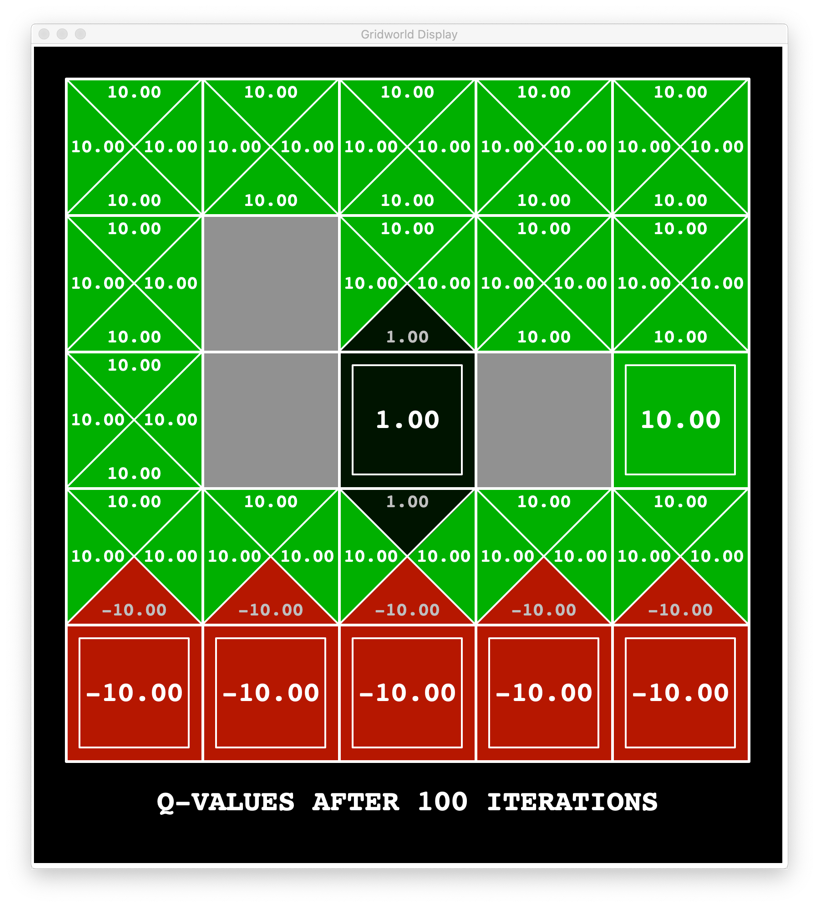 Gridworld Display
10.00 10.00 10.00 10.00 10.00
10.00 10.00 10.00 10.00 10.00 10.00 10.00 10.00 10.00 10.00
10.00 10.00 10.00 10.00 10.00
10.00 10.00 10.00 10.00
10.00 10.00 10.00 10.00 10.00 10.00 10.00 10.00
10.00 1.00 10.00 10.00
10.00
10.00 10.00 1.00 10.00
10.00
10.00 10.00 1.00 10.00 10.00
10.00 10.00 10.00 10.00 10.00 10.00 10.00 10.00 10.00 10.00
-10.00 -10.00 -10.00 -10.00 -10.00
-10.00 -10.00 -10.00 -10.00 -10.00
Q-VALUES AFTER 100 ITERATIONS